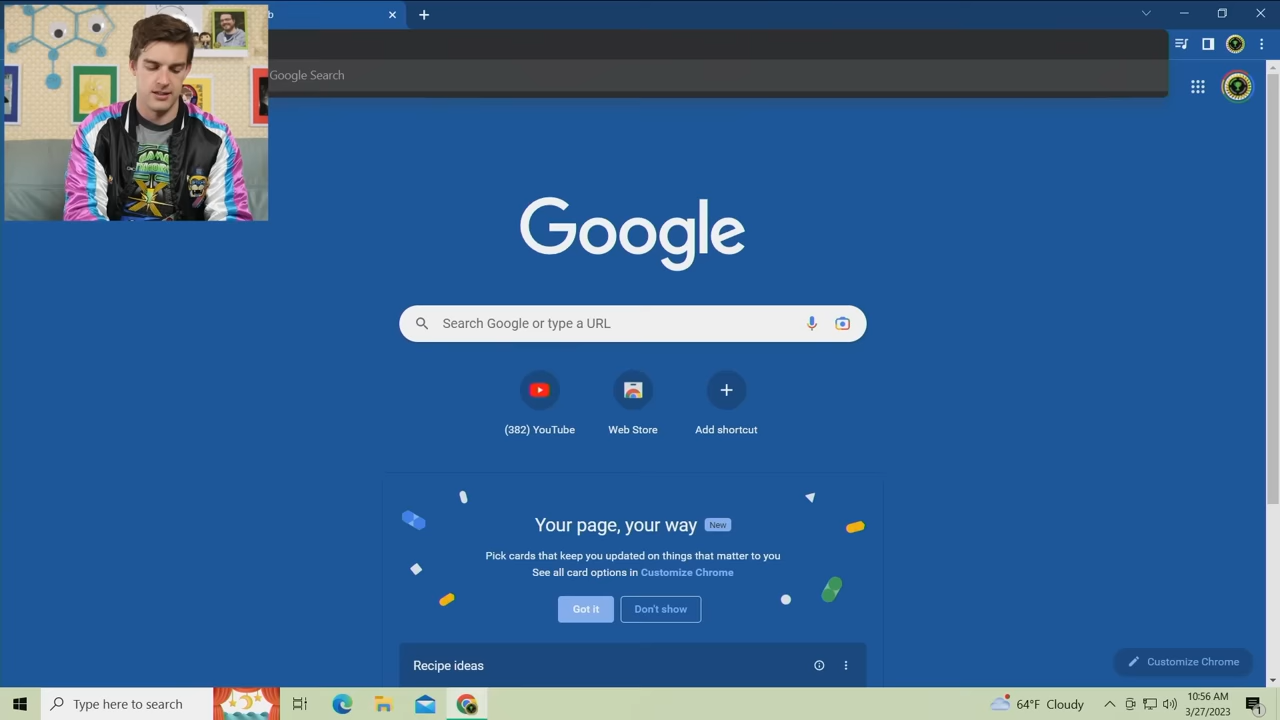 b
Google Search
Google
Search Google or type a URL
(382) YouTube
Web Store
Add shortcut
Your page, your way New
Pick cards that keep you updated on things that matter to you
See all card options in Customize Chrome
Got it
Don't show
Recipe ideas
Customize Chrome
Type here to search
64°F Cloudy
10:56 AM
3/27/2023
1